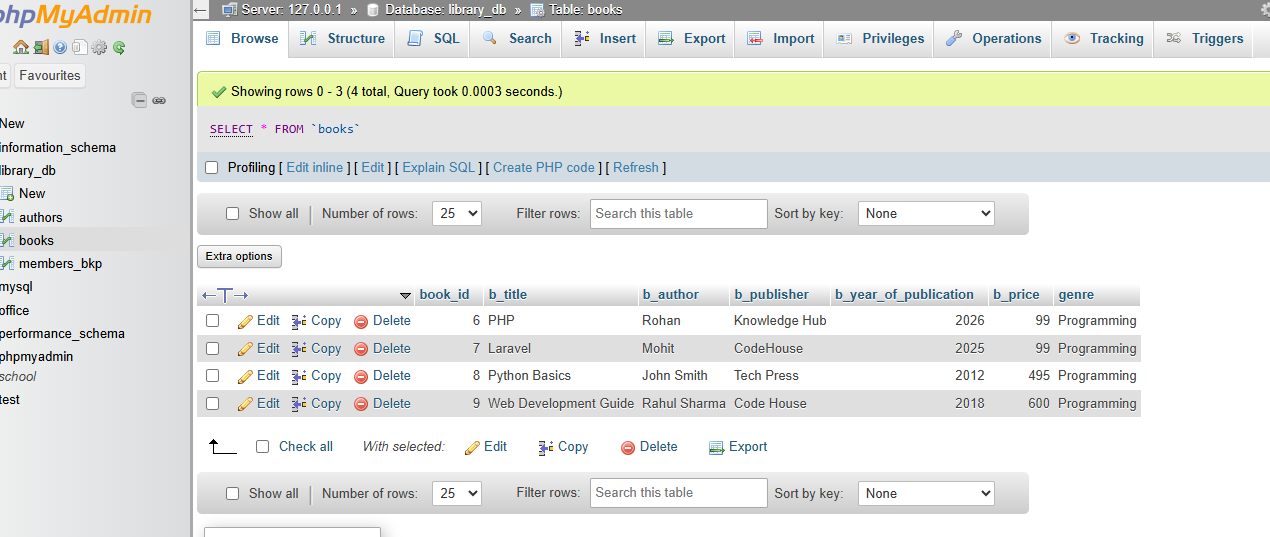 phpMyAdmin
Server: 127.0.0.1 » Database: library_db » Table: books
Browse Structure SQL Search Insert Export Import Privileges Operations Tracking Triggers
Favourites
Showing rows 0 - 3 (4 total, Query took 0.0003 seconds.)
SELECT * FROM `books`
Profiling [ Edit inline ] [ Edit ] [ Explain SQL ] [ Create PHP code ] [ Refresh ]
New
information_schema
library_db
New
authors
books
members_bkp
mysql
office
performance_schema
phpmyadmin
school
test
Show all Number of rows: 25 Filter rows: Search this table Sort by key: None
Extra options
book_id b_title b_author b_publisher b_year_of_publication b_price genre
Edit Copy Delete 6 PHP Rohan Knowledge Hub 2026 99 Programming
Edit Copy Delete 7 Laravel Mohit CodeHouse 2025 99 Programming
Edit Copy Delete 8 Python Basics John Smith Tech Press 2012 495 Programming
Edit Copy Delete 9 Web Development Guide Rahul Sharma Code House 2018 600 Programming
Check all With selected: Edit Copy Delete Export
Show all Number of rows: 25 Filter rows: Search this table Sort by key: None